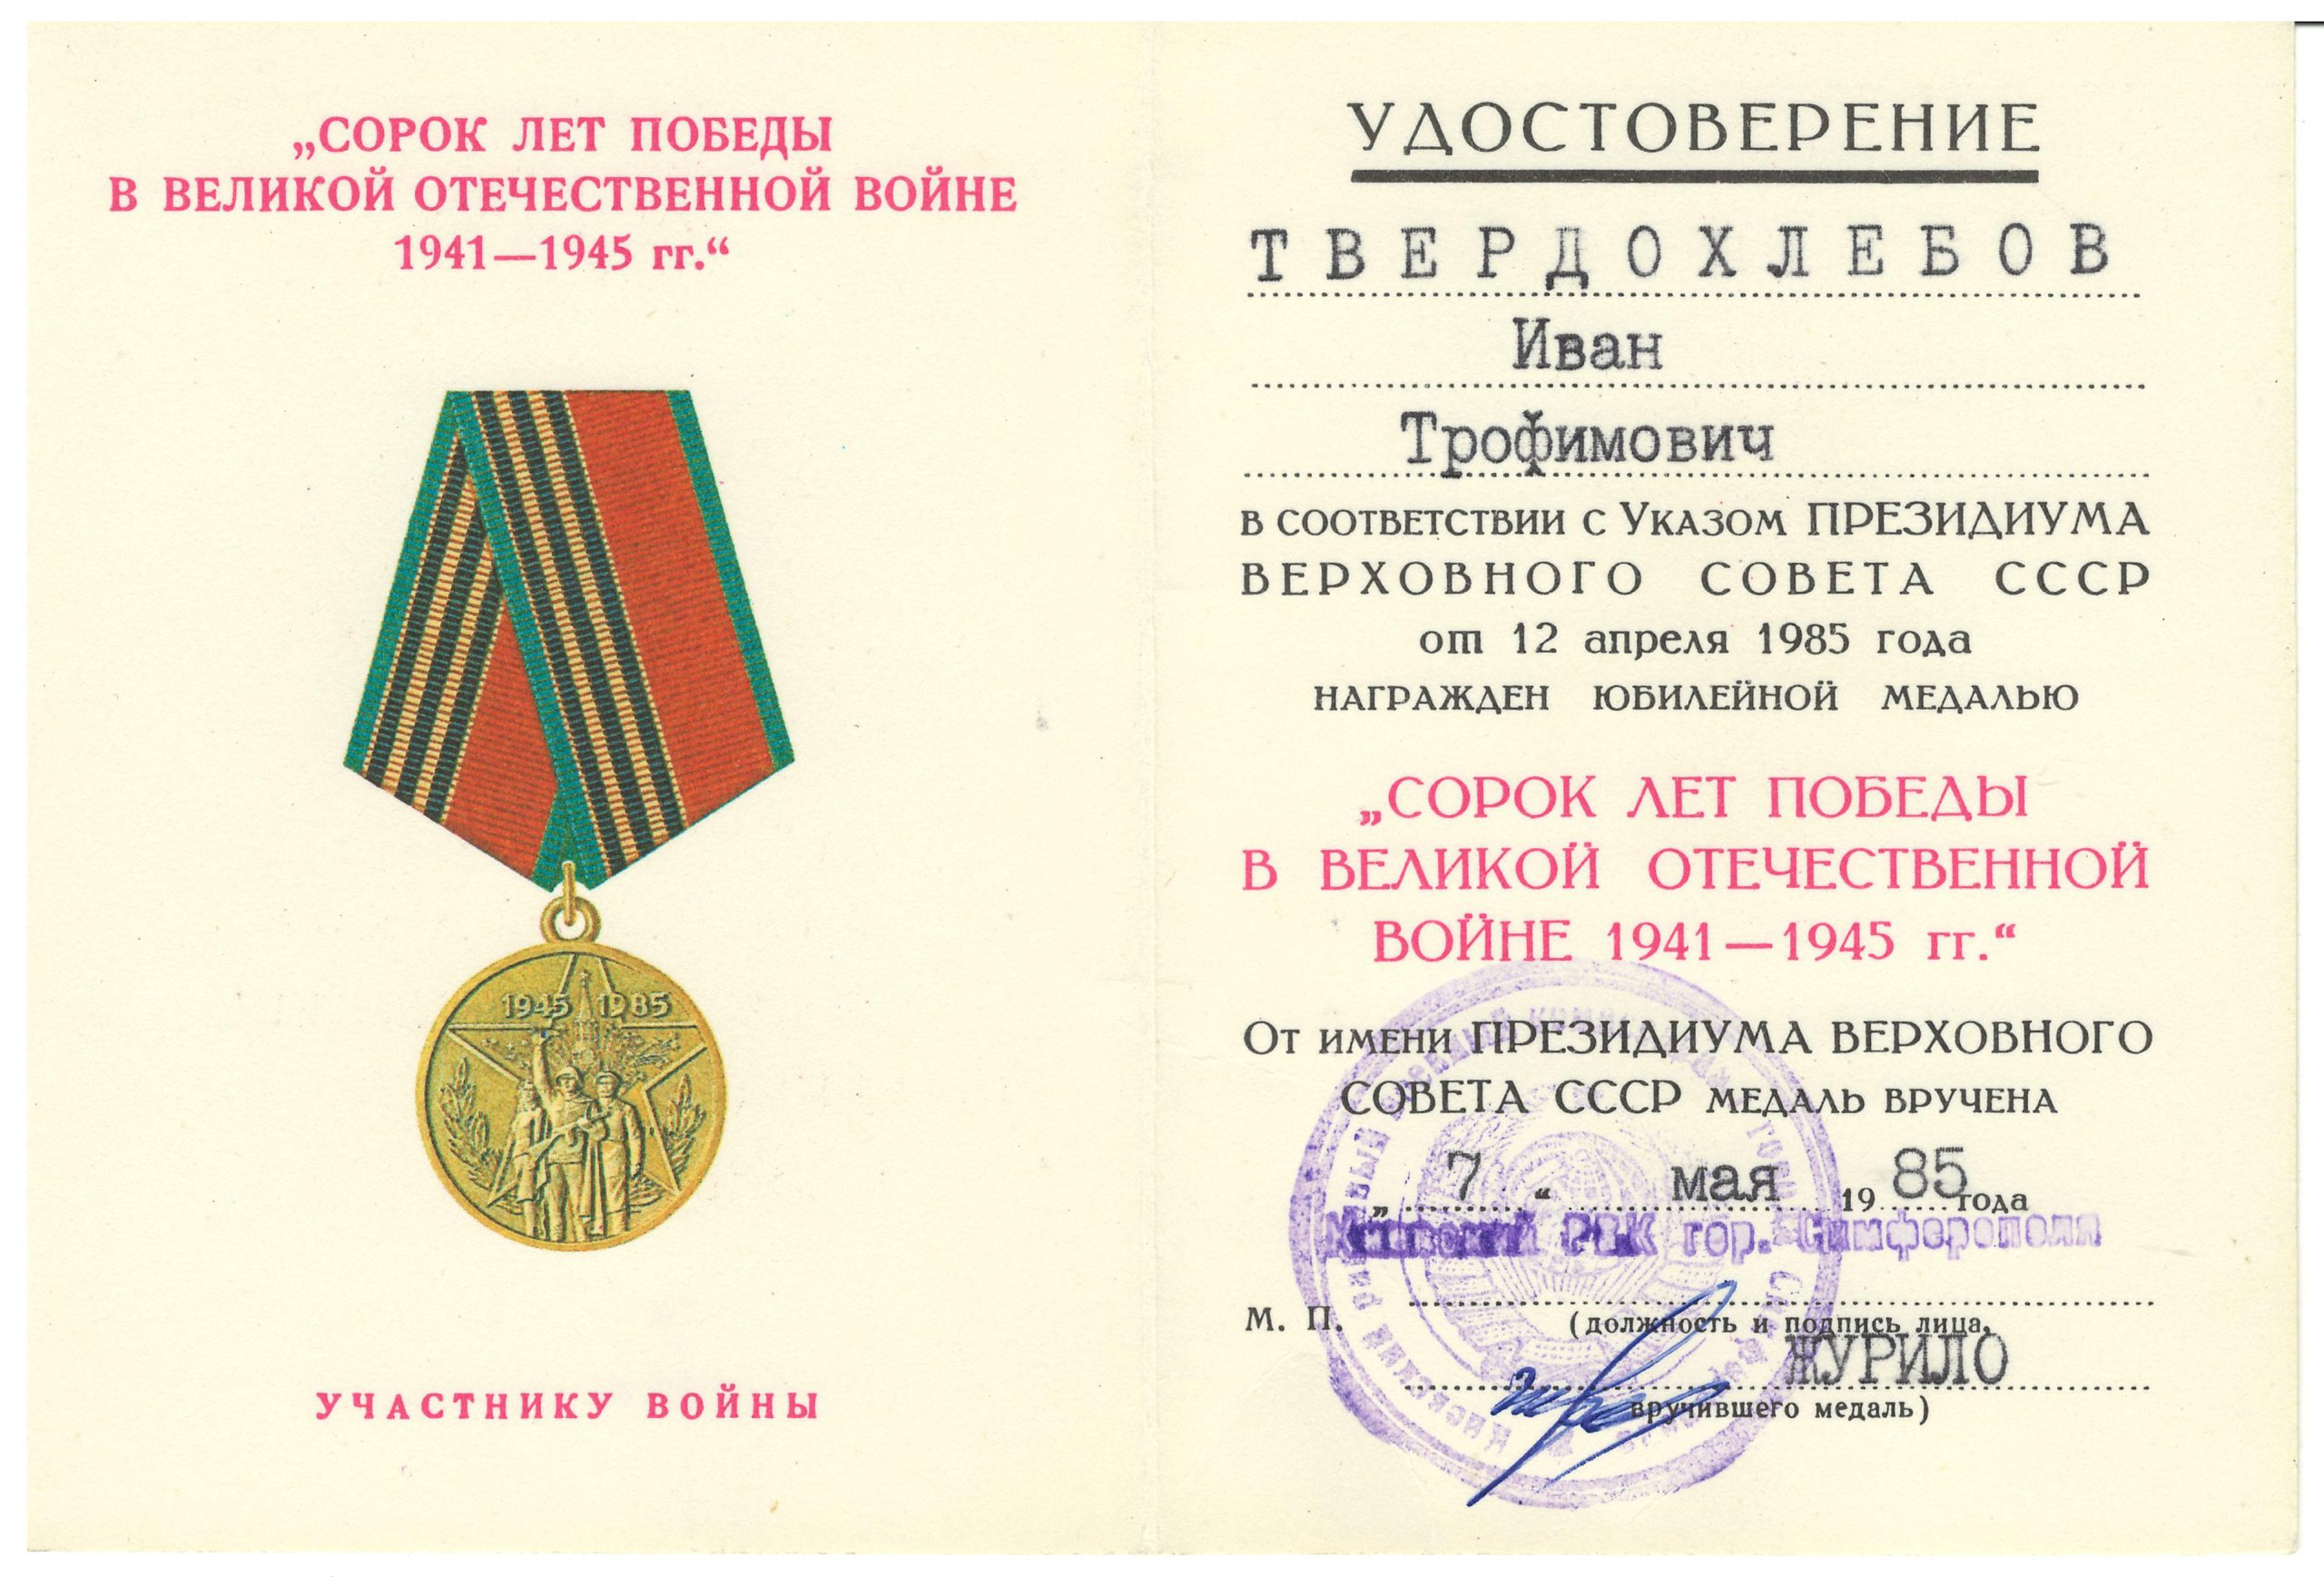 „СОРОК ЛЕТ ПОБЕДЫ
В ВЕЛИКОЙ ОТЕЧЕСТВЕННОЙ ВОЙНЕ
1941—1945 гг.“
1945 1985
УЧАСТНИКУ ВОЙНЫ
УДОСТОВЕРЕНИЕ
ТВЕРДОХЛЕБОВ
Иван
Трофимович
В СООТВЕТСТВИИ С УКАЗОМ ПРЕЗИДИУМА
ВЕРХОВНОГО СОВЕТА СССР
от 12 апреля 1985 года
НАГРАЖДЕН ЮБИЛЕЙНОЙ МЕДАЛЬЮ
„СОРОК ЛЕТ ПОБЕДЫ
В ВЕЛИКОЙ ОТЕЧЕСТВЕННОЙ
ВОЙНЕ 1941—1945 гг.“
ОТ ИМЕНИ ПРЕЗИДИУМА ВЕРХОВНОГО
СОВЕТА СССР МЕДАЛЬ ВРУЧЕНА
„ 7 “ мая 19 85 года
Киевский РВК гор. Симферополя
М. П.
(должность и подпись лица,
ЖУРИЛО
вручившего медаль)